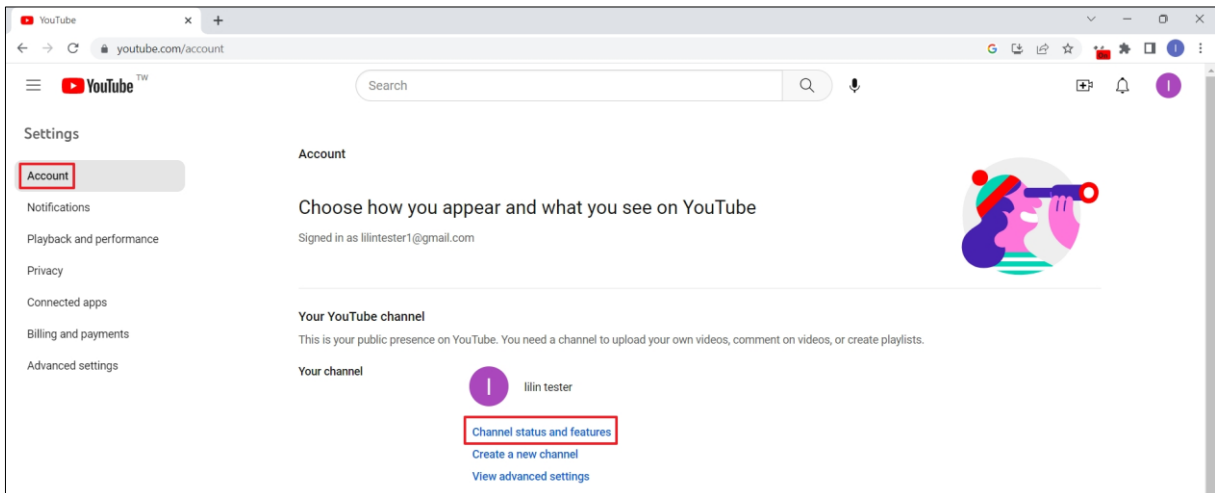 YouTube
youtube.com/account
YouTube TW
Search
Settings
Account
Notifications
Playback and performance
Privacy
Connected apps
Billing and payments
Advanced settings
Account
Choose how you appear and what you see on YouTube
Signed in as lilintester1@gmail.com
Your YouTube channel
This is your public presence on YouTube. You need a channel to upload your own videos, comment on videos, or create playlists.
Your channel
I
lilin tester
Channel status and features
Create a new channel
View advanced settings